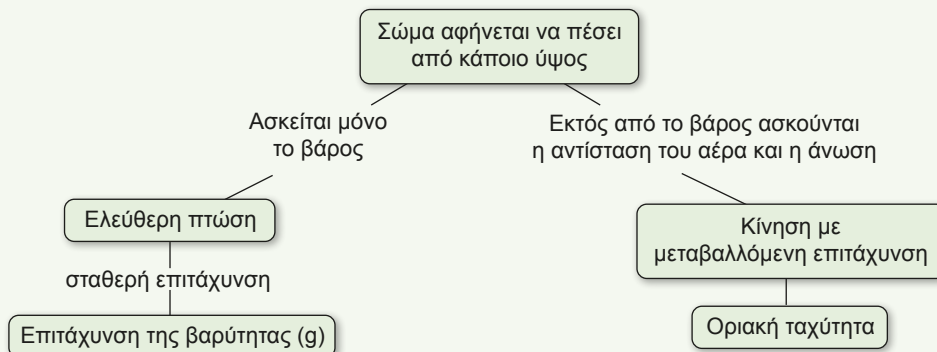 Σώμα αφήνεται να πέσει
από κάποιο ύψος
Ασκείται μόνο
το βάρος
Εκτός από το βάρος ασκούνται
η αντίσταση του αέρα και η άνωση
Ελεύθερη πτώση
Κίνηση με
μεταβαλλόμενη επιτάχυνση
σταθερή επιτάχυνση
Επιτάχυνση της βαρύτητας (g)
Οριακή ταχύτητα